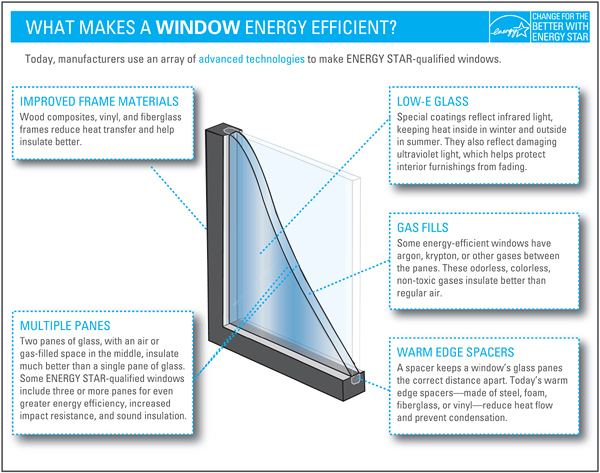 WHAT MAKES A WINDOW ENERGY EFFICIENT?
energy
CHANGE FOR THE
BETTER WITH
ENERGY STAR
Today, manufacturers use an array of advanced technologies to make ENERGY STAR-qualified windows.
IMPROVED FRAME MATERIALS
Wood composites, vinyl, and fiberglass
frames reduce heat transfer and help
insulate better.
LOW-E GLASS
Special coatings reflect infrared light,
keeping heat inside in winter and outside
in summer. They also reflect damaging
ultraviolet light, which helps protect
interior furnishings from fading.
GAS FILLS
Some energy-efficient windows have
argon, krypton, or other gases between
the panes. These odorless, colorless,
non-toxic gases insulate better than
regular air.
MULTIPLE PANES
Two panes of glass, with an air or
gas-filled space in the middle, insulate
much better than a single pane of glass.
Some ENERGY STAR-qualified windows
include three or more panes for even
greater energy efficiency, increased
impact resistance, and sound insulation.
WARM EDGE SPACERS
A spacer keeps a window's glass panes
the correct distance apart. Today's warm
edge spacers—made of steel, foam,
fiberglass, or vinyl—reduce heat flow
and prevent condensation.